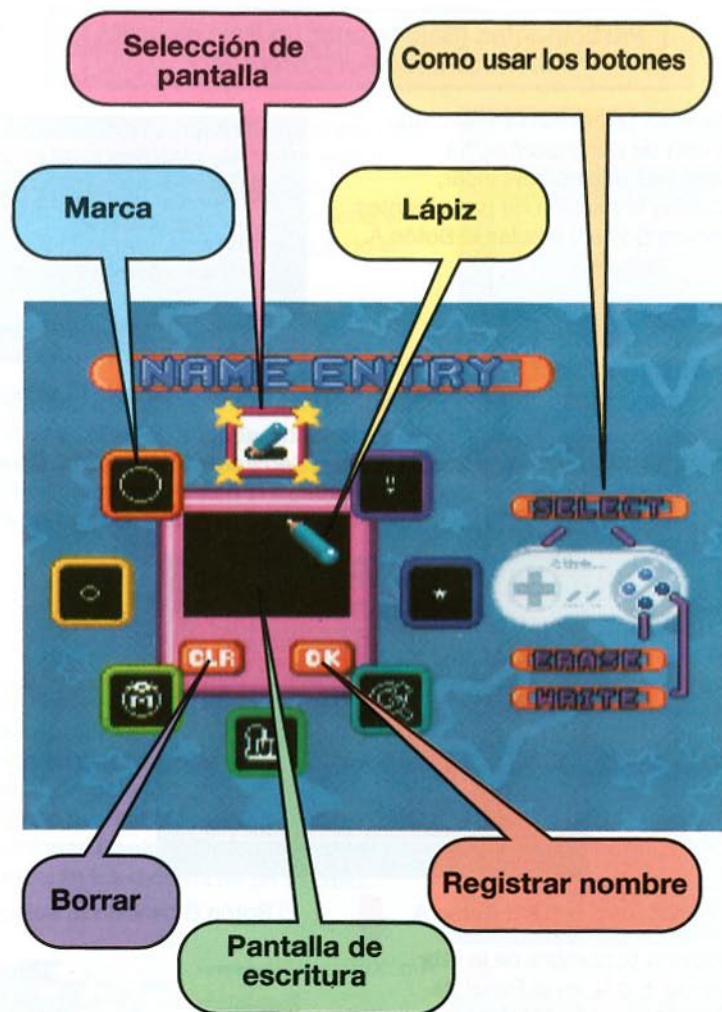 Selección de
pantalla
Como usar los botones
Marca
Lápiz
NAME ENTRY
SELECT
CLR
OK
ERASE
WRITE
Borrar
Registrar nombre
Pantalla de
escritura